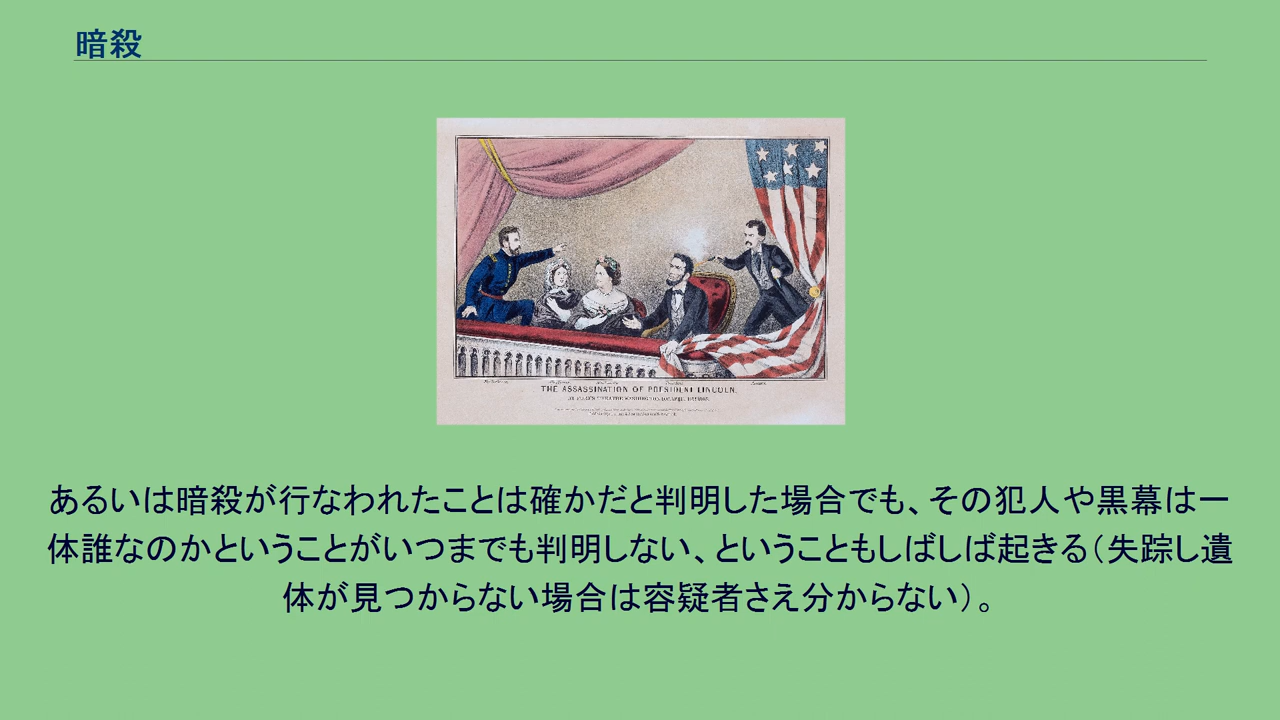 暗殺
THE ASSASSINATION OF PRESIDENT LINCOLN,
あるいは暗殺が行なわれたことは確かだと判明した場合でも、その犯人や黒幕は一
体誰なのかということがいつまでも判明しない、ということもしばしば起きる（失踪し遺
体が見つからない場合は容疑者さえ分からない）。